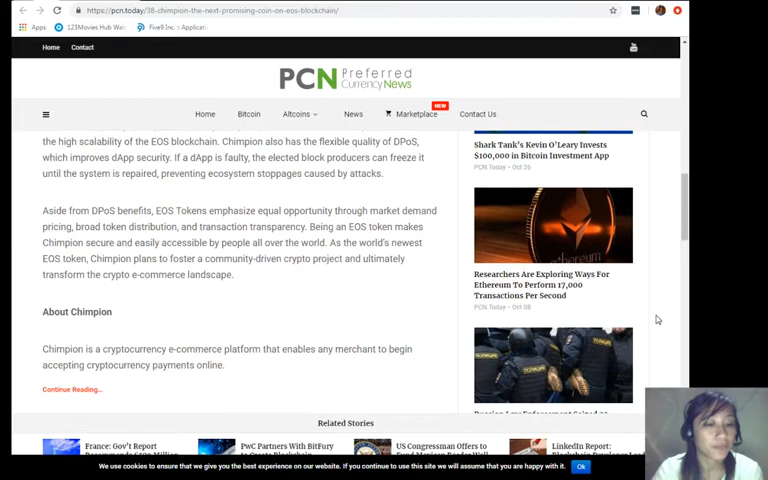 https://pcn.today/38-chimpion-the-next-promising-coin-on-eos-blockchain/
Apps
123Movies Hub Wat
Five9 Inc. :: Applicati
Home
Contact
PCN Preferred
Currency News
NEW
Home
Bitcoin
Altcoins
News
Marketplace
Contact Us
the high scalability of the EOS blockchain. Chimpion also has the flexible quality of DPoS,
which improves dApp security. If a dApp is faulty, the elected block producers can freeze it
until the system is repaired, preventing ecosystem stoppages caused by attacks.
Aside from DPoS benefits, EOS Tokens emphasize equal opportunity through market demand
pricing, broad token distribution, and transaction transparency. Being an EOS token makes
Chimpion secure and easily accessible by people all over the world. As the world's newest
EOS token, Chimpion plans to foster a community-driven crypto project and ultimately
transform the crypto e-commerce landscape.
About Chimpion
Chimpion is a cryptocurrency e-commerce platform that enables any merchant to begin
accepting cryptocurrency payments online.
Continue Reading...
Shark Tank's Kevin O'Leary Invests
$100,000 in Bitcoin Investment App
PCN.Today • Oct 26
ethereum
Researchers Are Exploring Ways For
Ethereum To Perform 17,000
Transactions Per Second
PCN.Today • Oct 08
Related Stories
France: Gov't Report
PwC Partners With BitFury
US Congressman Offers to
LinkedIn Report:
We use cookies to ensure that we give you the best experience on our website. If you continue to use this site we will assume that you are happy with it.
Ok